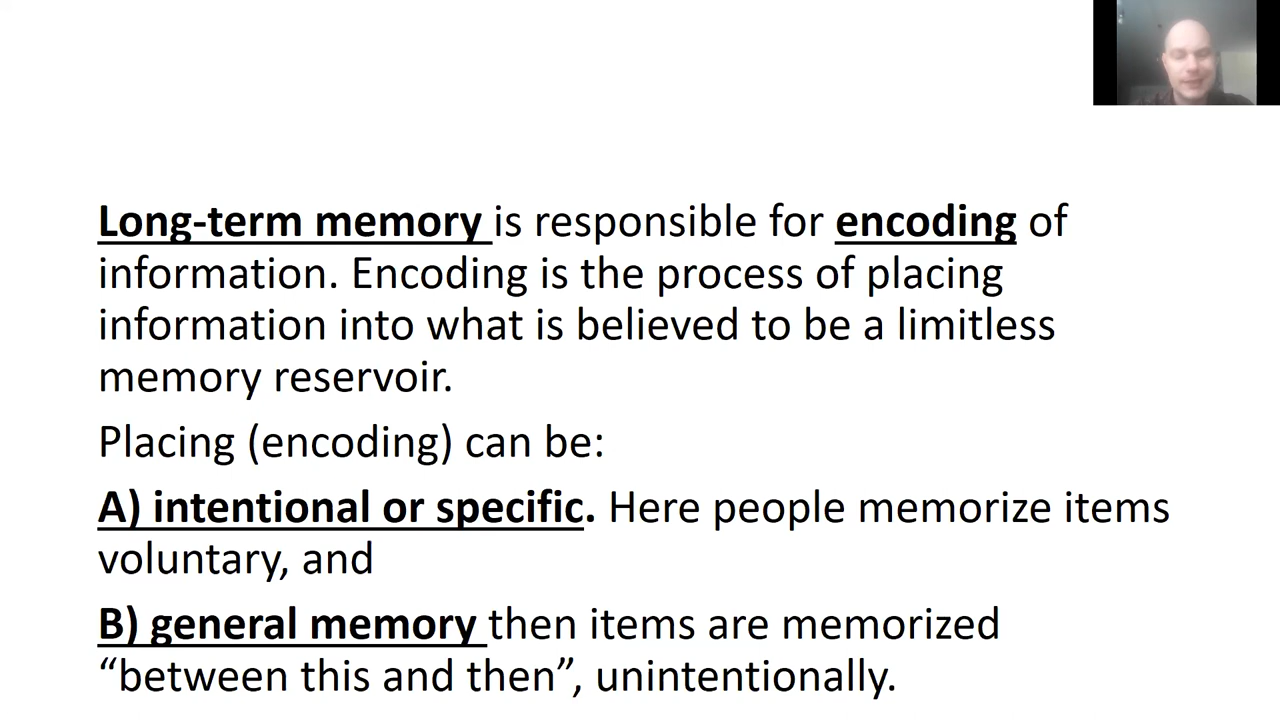 Long-term memory is responsible for encoding of
information. Encoding is the process of placing
information into what is believed to be a limitless
memory reservoir.
Placing (encoding) can be:
A) intentional or specific. Here people memorize items
voluntary, and
B) general memory then items are memorized
“between this and then”, unintentionally.